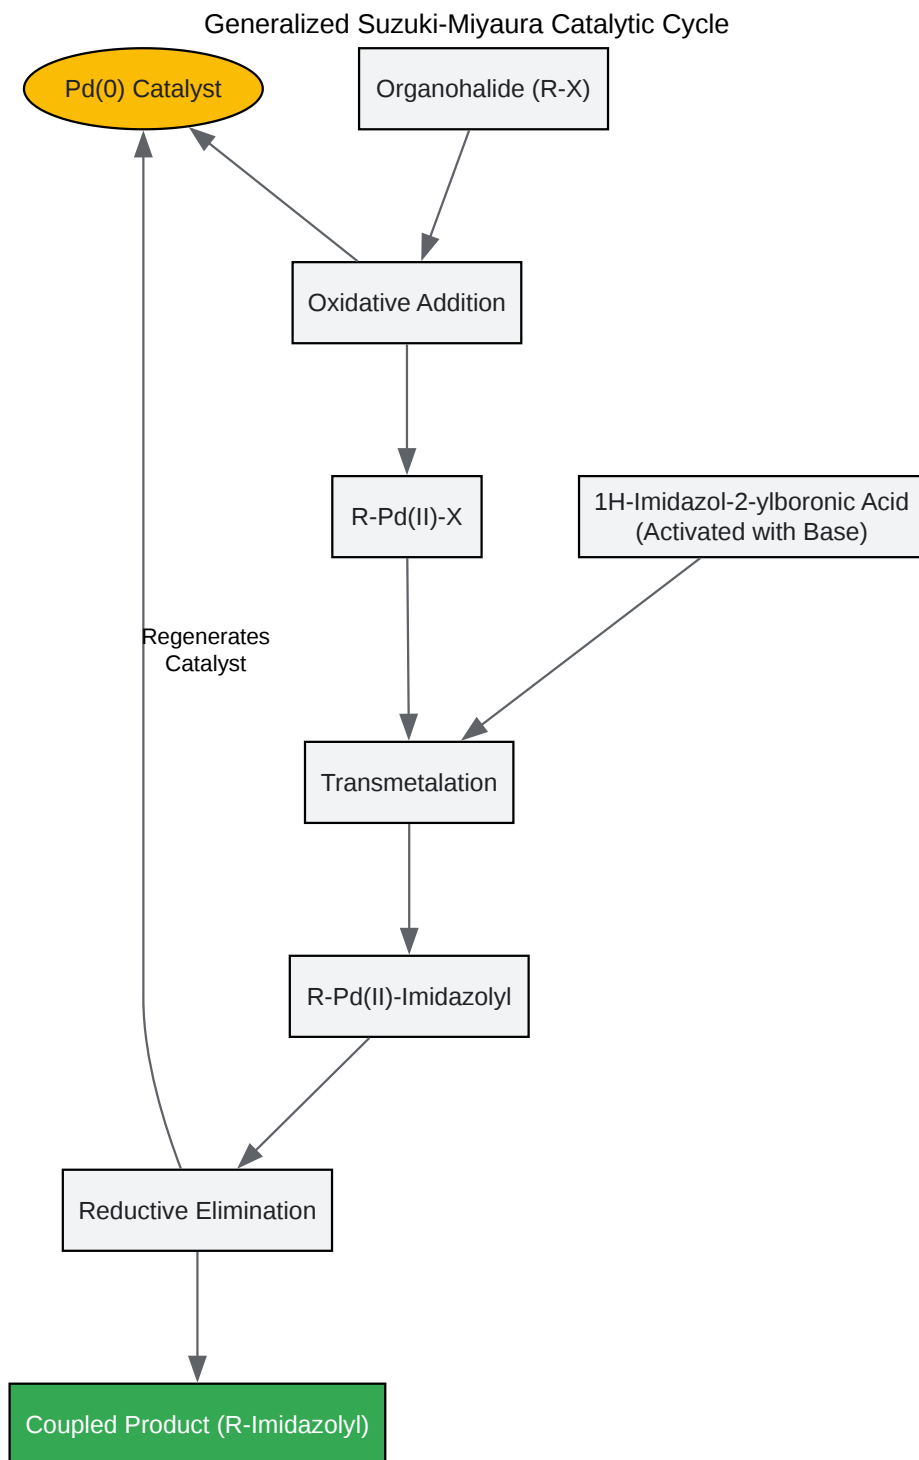 Generalized Suzuki-Miyaura Catalytic Cycle
Pd(0) Catalyst
Organohalide (R-X)
Oxidative Addition
R-Pd(II)-X
1H-Imidazol-2-ylboronic Acid
(Activated with Base)
Regenerates
Catalyst
Transmetalation
R-Pd(II)-Imidazolyl
Reductive Elimination
Coupled Product (R-Imidazolyl)